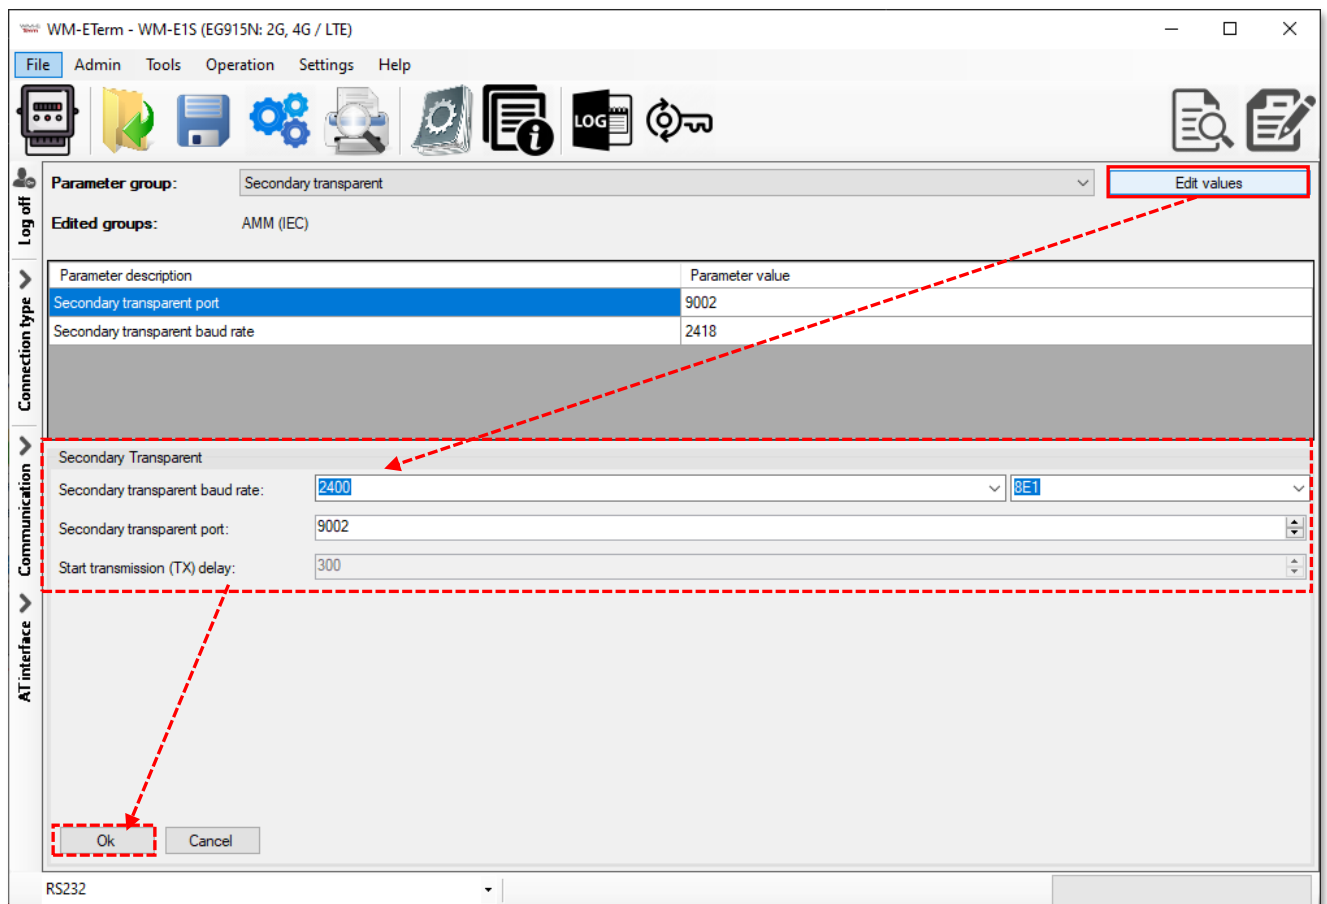 WM-ETerm - WM-E1S (EG915N: 2G, 4G / LTE)
File Admin Tools Operation Settings Help
LOG
Log off
Connection type
Communication
AT interface
Parameter group: Secondary transparent Edit values
Edited groups: AMM (IEC)
Parameter description Parameter value
Secondary transparent port 9002
Secondary transparent baud rate 2418
Secondary Transparent
Secondary transparent baud rate: 2400 8E1
Secondary transparent port: 9002
Start transmission (TX) delay: 300
Ok Cancel
RS232